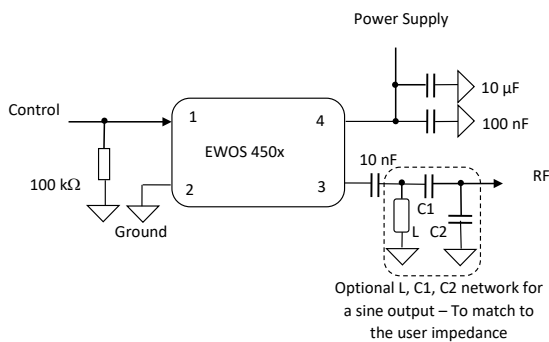 Power Supply
10 µF
100 nF
Control
1
4
EWOS 450x
10 nF
100 kΩ
2
3
RF
Ground
C1
L
C2
Optional L, C1, C2 network for
a sine output – To match to
the user impedance